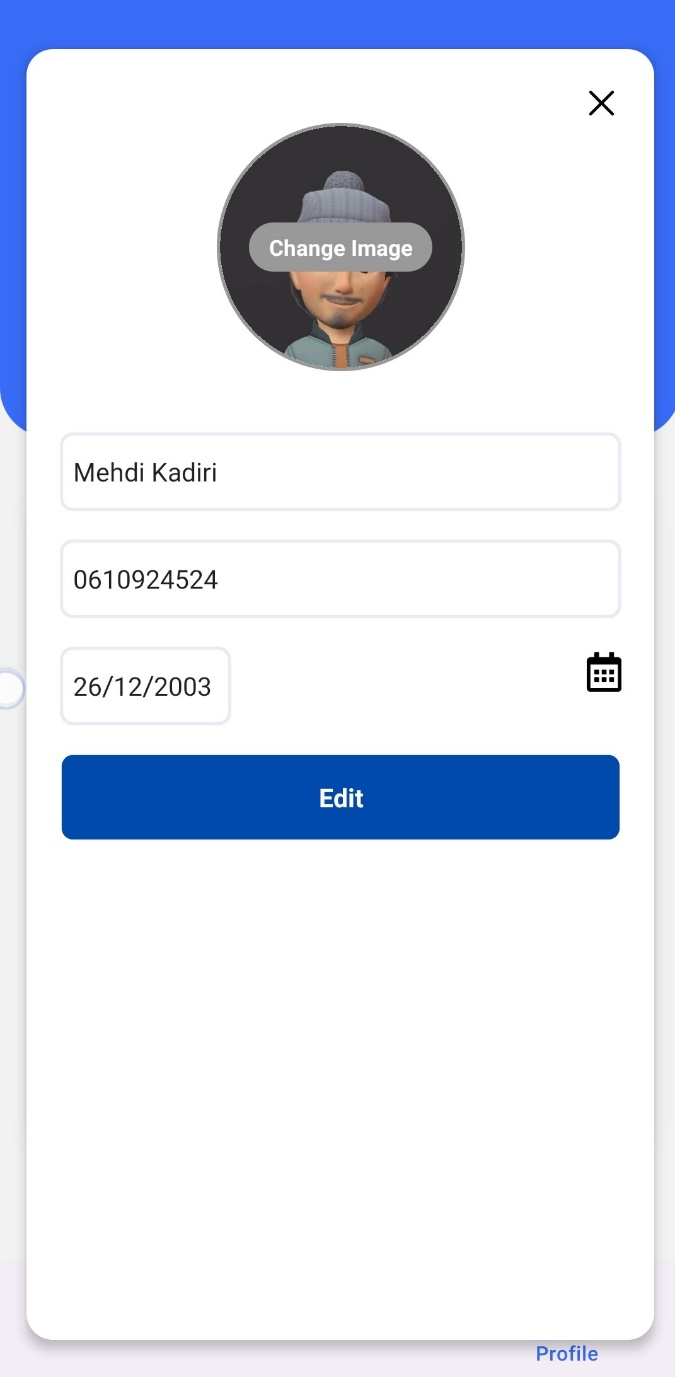 Change Image
Mehdi Kadiri
0610924524
26/12/2003
Edit
Profile